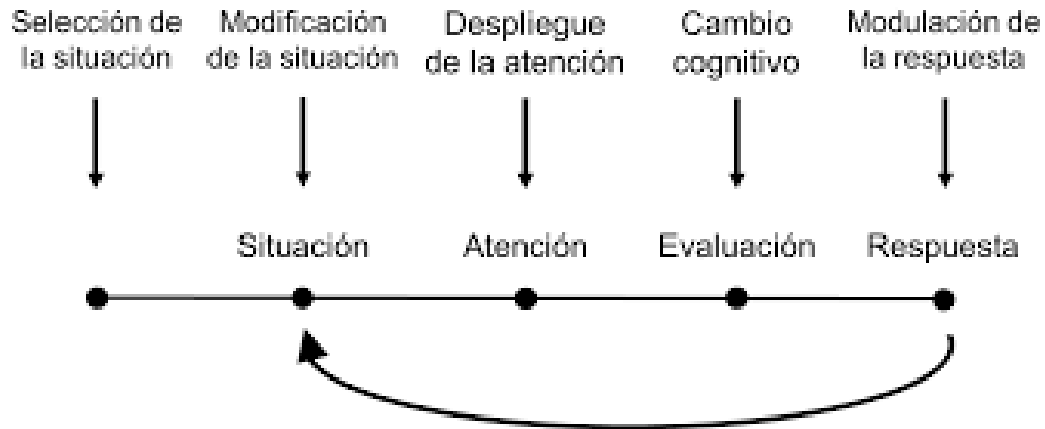 Selección de
la situación
Modificación
de la situación
Despliegue
de la atención
Cambio
cognitivo
Modulación de
la respuesta
Situación
Atención
Evaluación
Respuesta